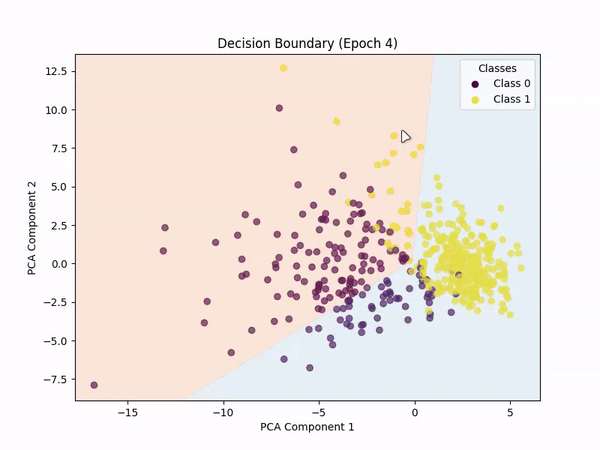 Decision Boundary (Epoch 4)
Classes
Class 0
Class 1
12.5
10.0
7.5
5.0
2.5
0.0
−2.5
−5.0
−7.5
PCA Component 2
−15
−10
−5
0
5
PCA Component 1